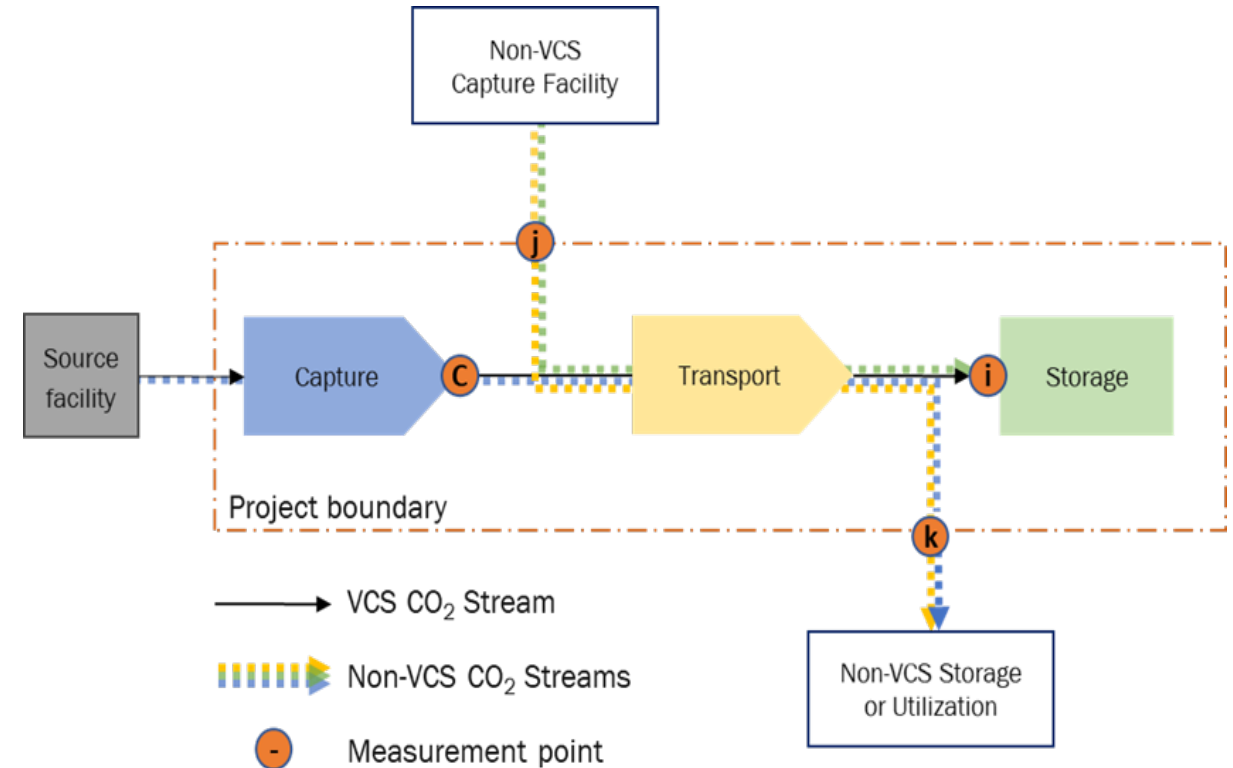 Non-VCS
Capture Facility
j
Source
facility
Capture
C
Transport
i
Storage
Project boundary
k
VCS CO₂ Stream
Non-VCS CO₂ Streams
Non-VCS Storage
or Utilization
-
Measurement point